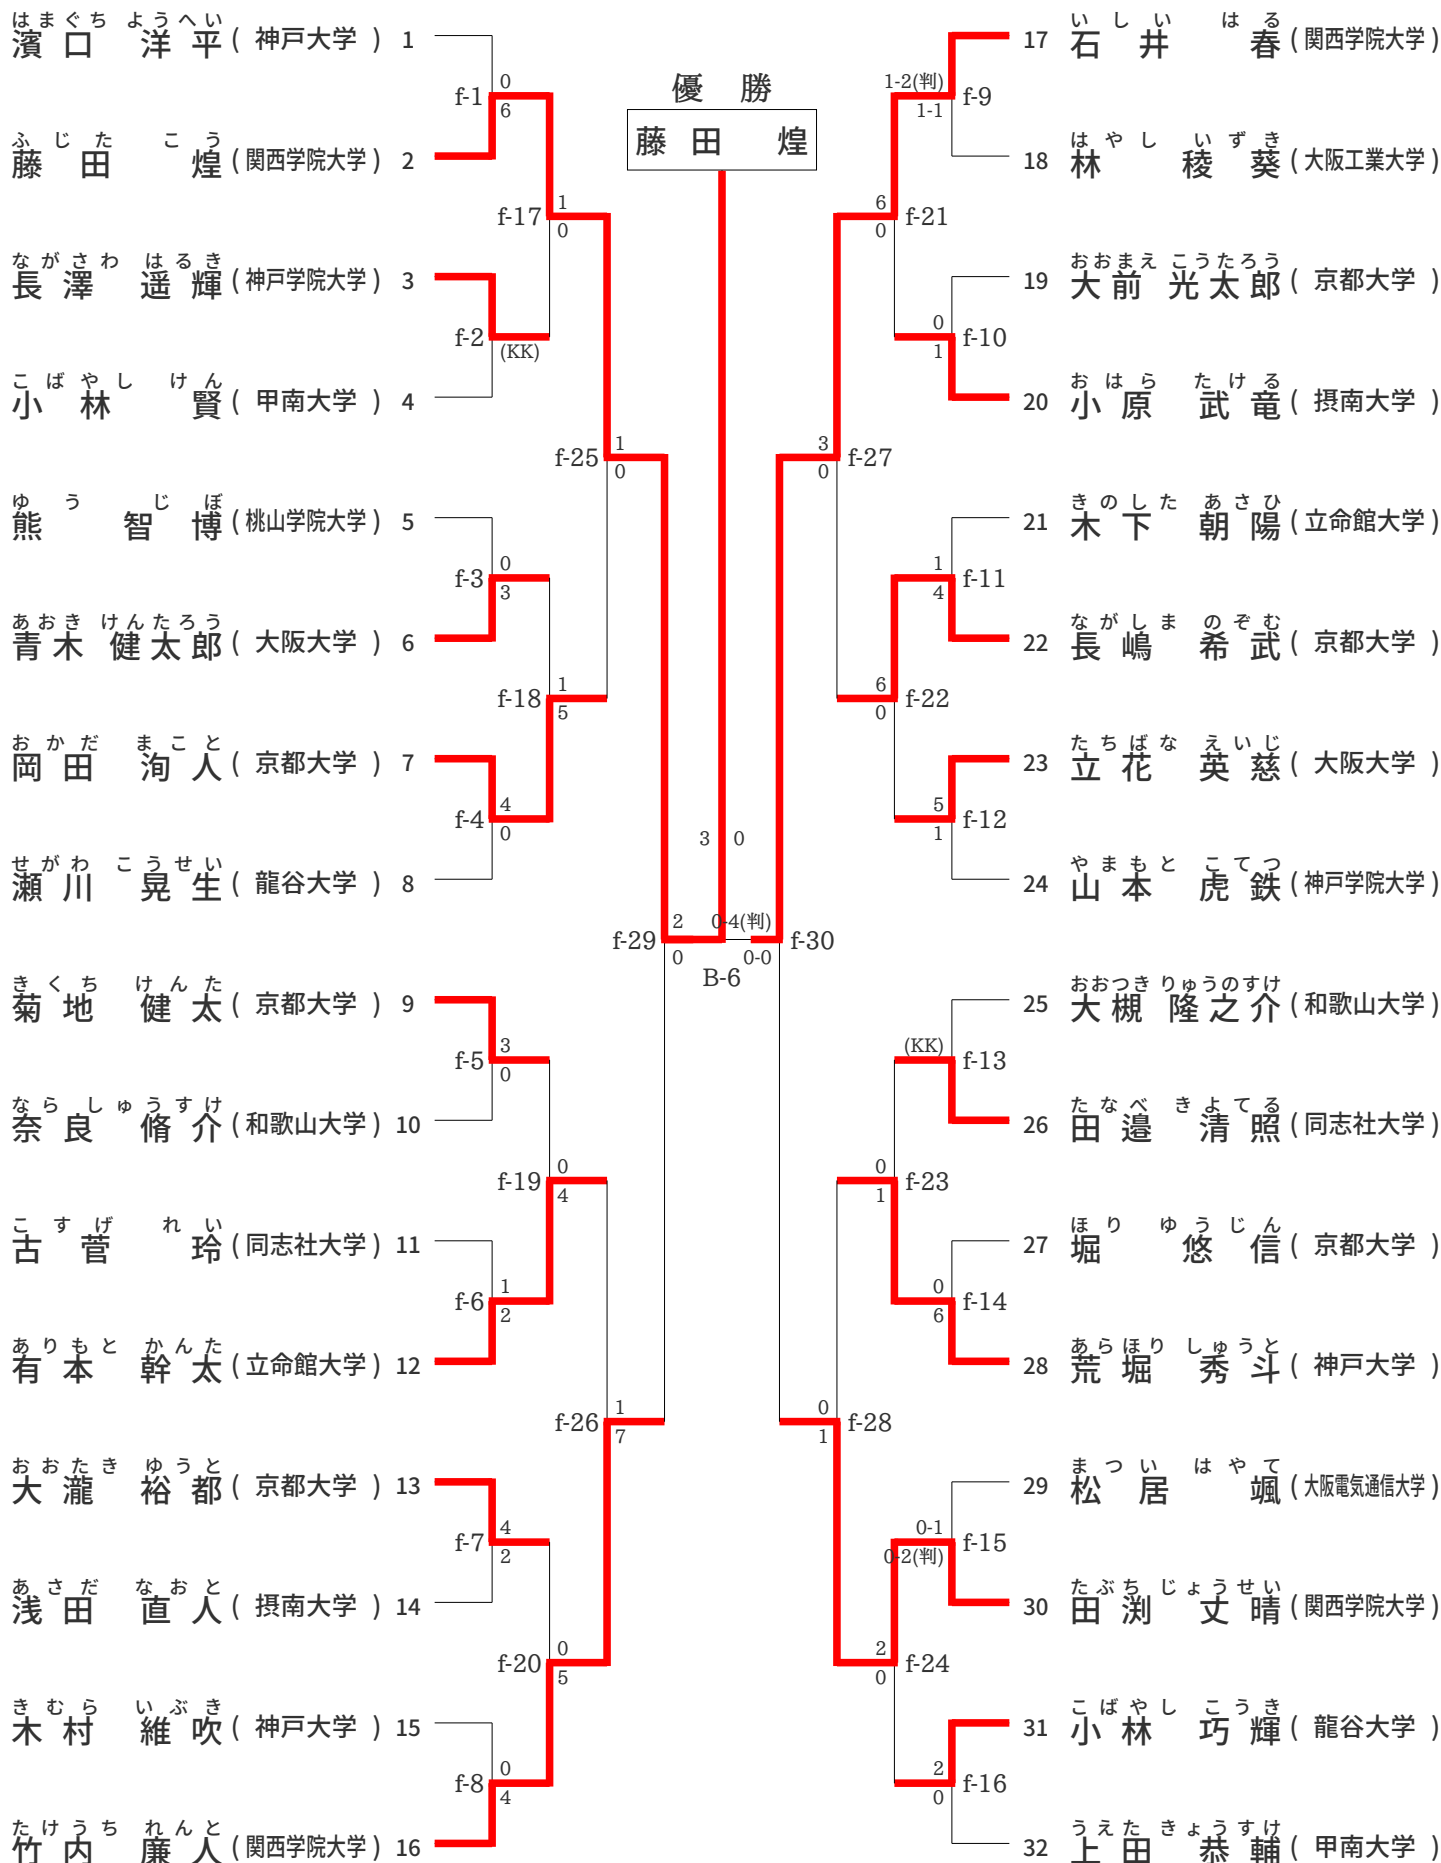 優 勝
藤田 煌
はまぐち ようへい
濱口 洋平 ( 神戸大学 ) 1
f-1 0 6
ふじた こう
藤田 煌 (関西学院大学) 2
f-17 1 0
ながさわ はるき
長澤 遥輝 (神戸学院大学) 3
f-2 (KK)
こばやし けん
小林 賢 ( 甲南大学 ) 4
f-25 1 0
ゆう じぼ
熊 智博 (桃山学院大学) 5
f-3 0 3
あおき けんたろう
青木 健太郎 ( 大阪大学 ) 6
f-18 1 5
おかだ まこと
岡田 洵人 ( 京都大学 ) 7
f-4 4 0
せがわ こうせい
瀬川 晃生 ( 龍谷大学 ) 8
f-29 2 0
きくち けんた
菊地 健太 ( 京都大学 ) 9
f-5 3 0
なら しゅうすけ
奈良 脩介 (和歌山大学) 10
f-19 0 4
こすげ れい
古菅 玲 (同志社大学) 11
f-6 1 2
ありもと かんた
有本 幹太 (立命館大学) 12
f-26 1 7
おおたき ゆうと
大瀧 裕都 ( 京都大学 ) 13
f-7 4 2
あさだ なおと
浅田 直人 ( 摂南大学 ) 14
f-20 0 5
きむら いぶき
木村 維吹 ( 神戸大学 ) 15
f-8 0 4
たけうち れんと
竹内 廉人 (関西学院大学) 16
3 0
B-6
いしい はる
17 石井 春 (関西学院大学)
1-2(判) 1-1 f-9
はやし いずき
18 林 稜葵 (大阪工業大学)
6 0 f-21
おおまえ こうたろう
19 大前 光太郎 ( 京都大学 )
0 1 f-10
おはら たける
20 小原 武竜 ( 摂南大学 )
3 0 f-27
きのした あさひ
21 木下 朝陽 (立命館大学)
1 4 f-11
ながしま のぞむ
22 長嶋 希武 ( 京都大学 )
6 0 f-22
たちばな えいじ
23 立花 英慈 ( 大阪大学 )
5 1 f-12
やまもと こてつ
24 山本 虎鉄 (神戸学院大学)
0-4(判) 0-0 f-30
おおつき りゅうのすけ
25 大槻 隆之介 (和歌山大学)
(KK) f-13
たなべ きよてる
26 田邉 清照 (同志社大学)
0 1 f-23
ほり ゆうじん
27 堀 悠信 ( 京都大学 )
0 6 f-14
あらほり しゅうと
28 荒堀 秀斗 ( 神戸大学 )
0 1 f-28
まつい はやて
29 松居 颯 (大阪電気通信大学)
0-1 0-2(判) f-15
たぶち じょうせい
30 田渕 丈晴 (関西学院大学)
2 0 f-24
こばやし こうき
31 小林 巧輝 ( 龍谷大学 )
2 0 f-16
うえた きょうすけ
32 上田 恭輔 ( 甲南大学 )